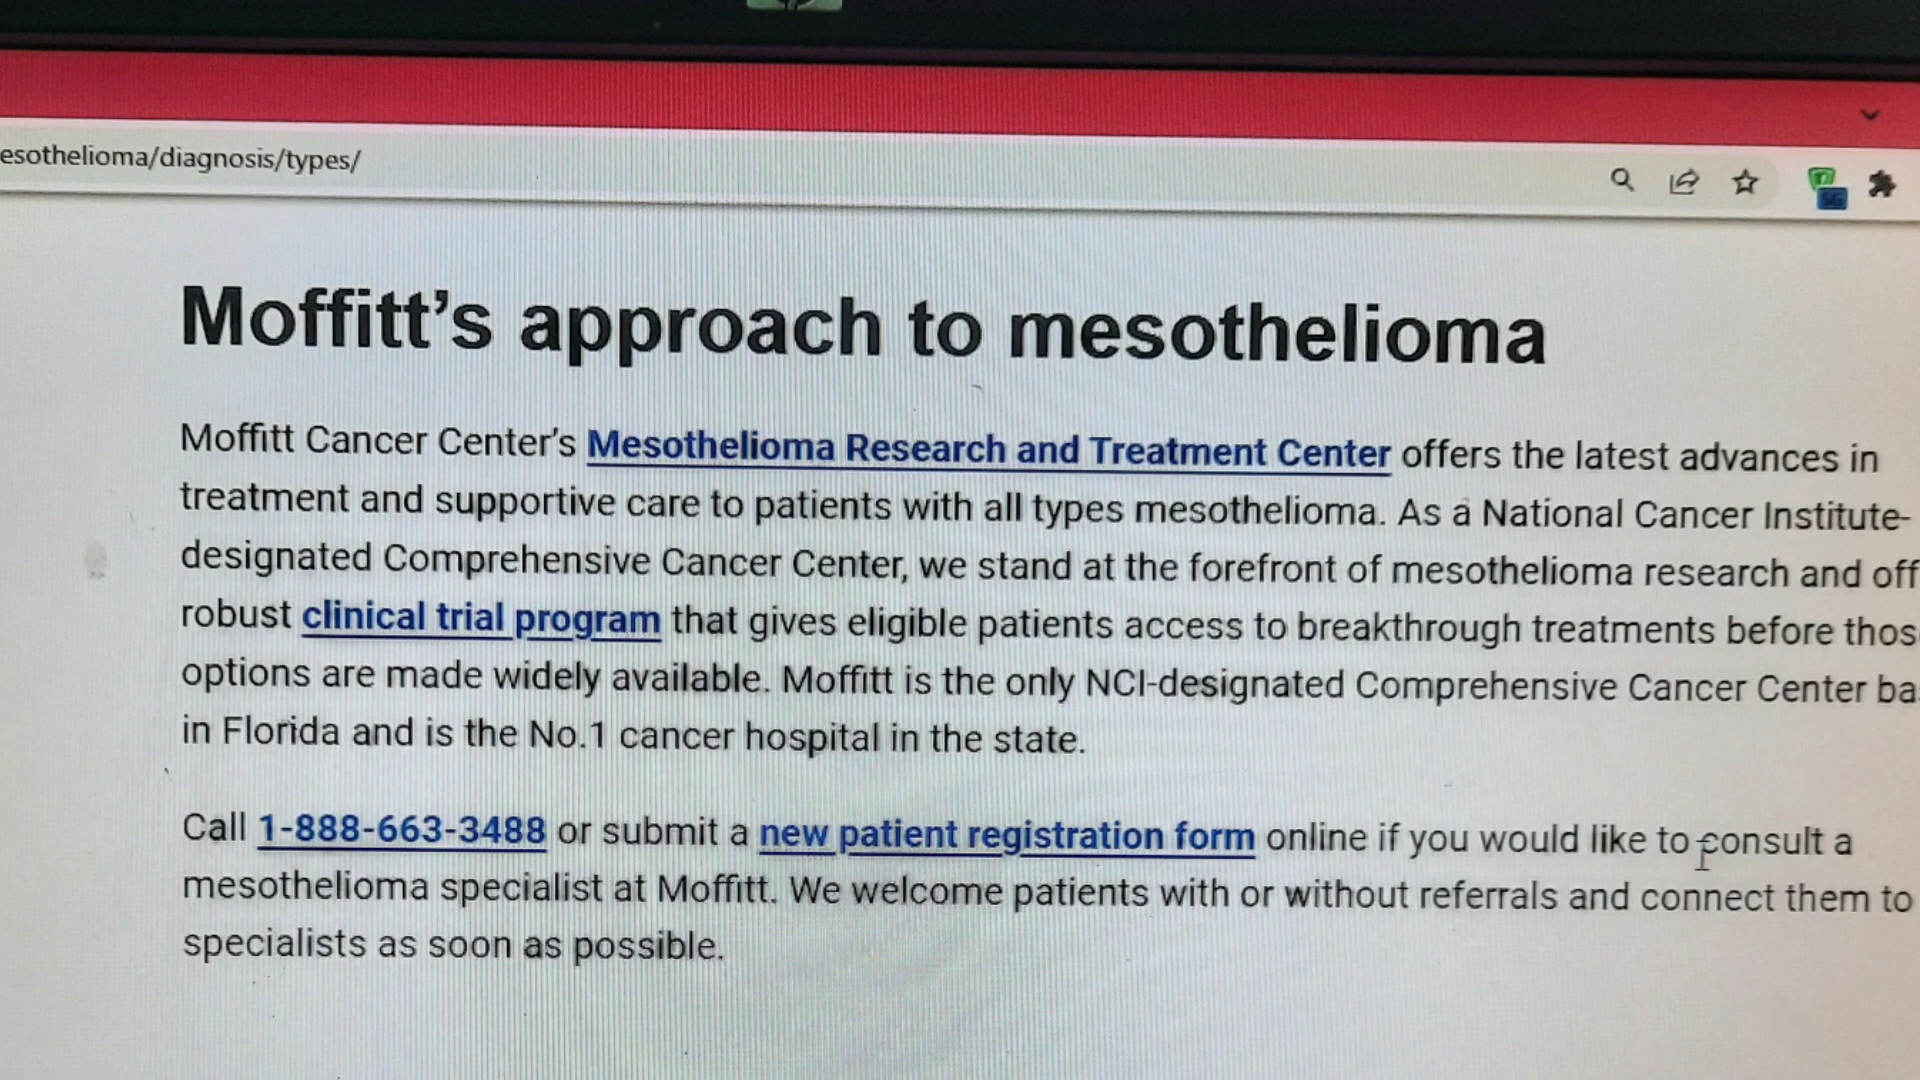 esothelioma/diagnosis/types/
Moffitt's approach to mesothelioma
Moffitt Cancer Center's Mesothelioma Research and Treatment Center offers the latest advances in
treatment and supportive care to patients with all types mesothelioma. As a National Cancer Institute-
designated Comprehensive Cancer Center, we stand at the forefront of mesothelioma research and off
robust clinical trial program that gives eligible patients access to breakthrough treatments before thos
options are made widely available. Moffitt is the only NCI-designated Comprehensive Cancer Center ba
in Florida and is the No.1 cancer hospital in the state.
Call 1-888-663-3488 or submit a new patient registration form online if you would like to consult a
mesothelioma specialist at Moffitt. We welcome patients with or without referrals and connect them to
specialists as soon as possible.